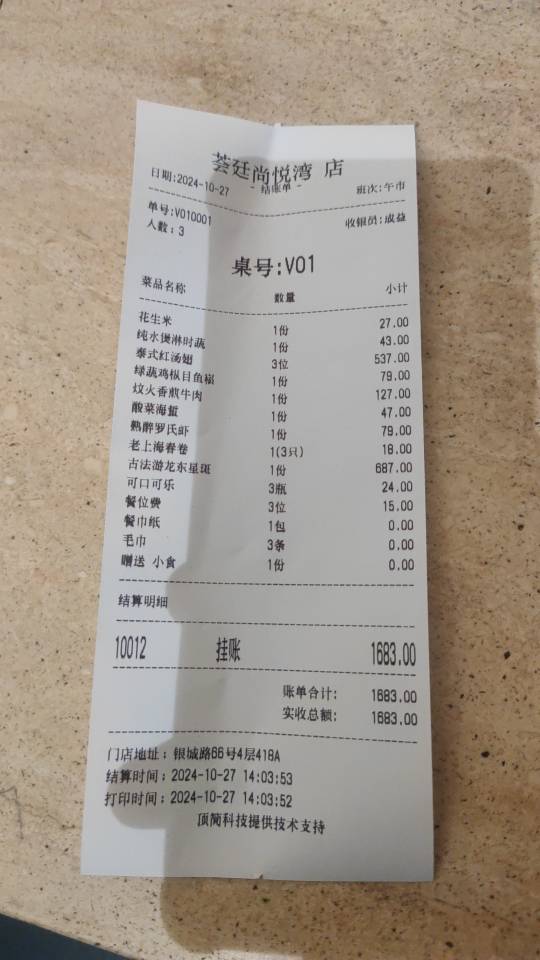 荟廷尚悦湾 店
- 结账单 -
日期:2024-10-27 班次:午市
单号:V010001 收银员:成益
人数: 3
桌号:V01
菜品名称 数量 小计
花生米 1份 27.00
纯水煲淋时蔬 1份 43.00
泰式红汤翅 3位 537.00
绿蔬鸡枞目鱼福 1份 79.00
炆火香煎牛肉 1份 127.00
酸菜海蜇 1份 47.00
熟醉罗氏虾 1份 79.00
老上海春卷 1(3只) 18.00
古法游龙东星斑 1份 687.00
可口可乐 3瓶 24.00
餐位费 3位 15.00
餐巾纸 1包 0.00
毛巾 3条 0.00
赠送 小食 1份 0.00
结算明细
10012 挂账 1683.00
账单合计: 1683.00
实收总额: 1683.00
门店地址: 银城路66号4层418A
结算时间: 2024-10-27 14:03:53
打印时间: 2024-10-27 14:03:52
顶简科技提供技术支持